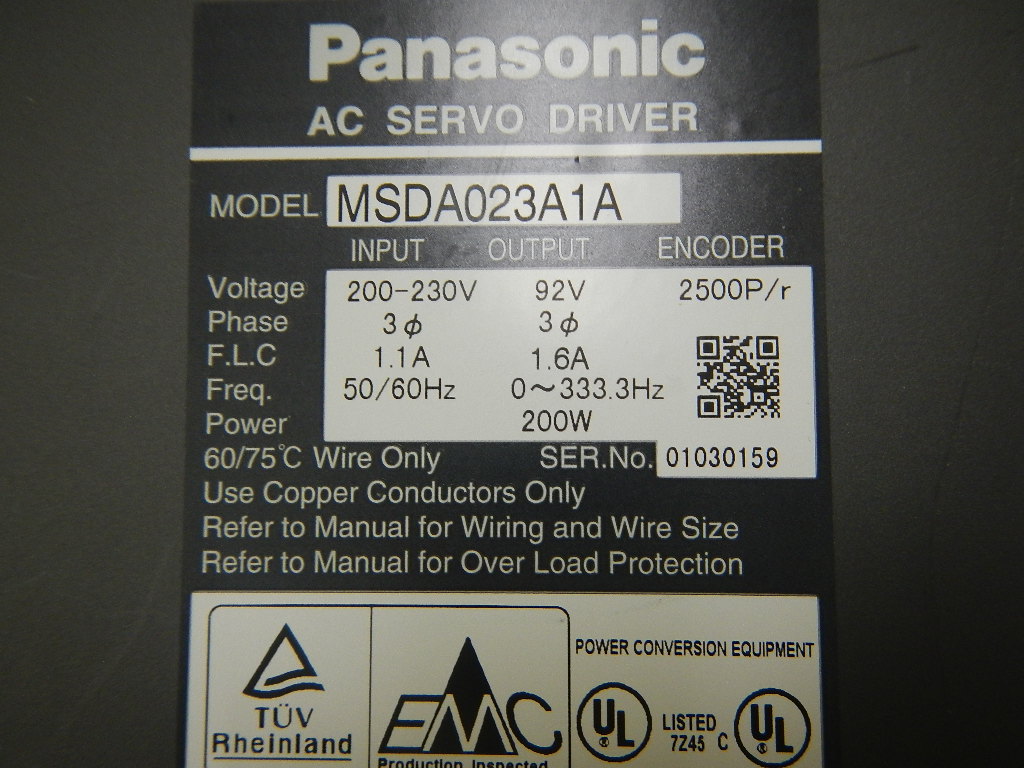 Panasonic
AC SERVO DRIVER
MODEL MSDA023A1A
INPUT OUTPUT ENCODER
Voltage 200-230V 92V 2500P/r
Phase 3ϕ 3ϕ
F.L.C 1.1A 1.6A
Freq. 50/60Hz 0～333.3Hz
Power 200W
60/75℃ Wire Only SER.No. 01030159
Use Copper Conductors Only
Refer to Manual for Wiring and Wire Size
Refer to Manual for Over Load Protection
POWER CONVERSION EQUIPMENT
TÜV
Rheinland
EMC
Production Inspected
UL ® LISTED UL ®
7Z45 C